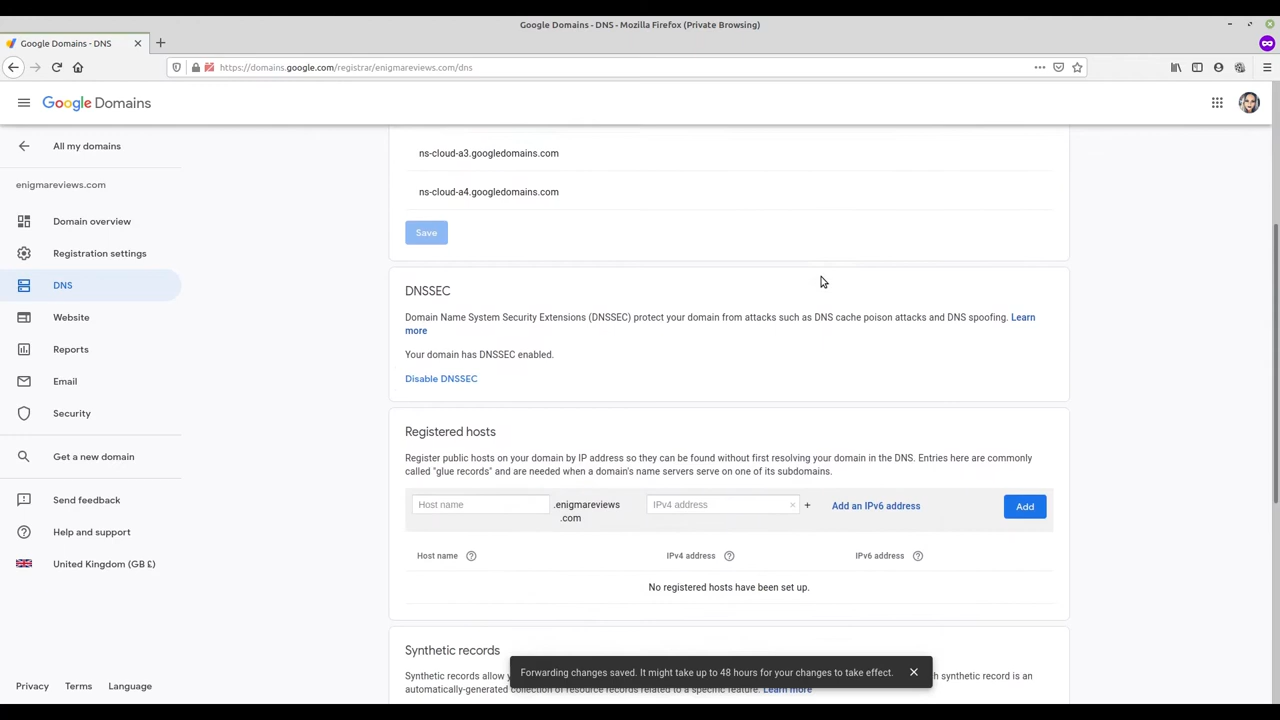 Google Domains - DNS - Mozilla Firefox (Private Browsing)
Google Domains - DNS
https://domains.google.com/registrar/enigmareviews.com/dns
Google Domains
All my domains
enigmareviews.com
Domain overview
Registration settings
DNS
Website
Reports
Email
Security
Get a new domain
Send feedback
Help and support
United Kingdom (GB £)
Privacy Terms Language
ns-cloud-a3.googledomains.com
ns-cloud-a4.googledomains.com
Save
DNSSEC
Domain Name System Security Extensions (DNSSEC) protect your domain from attacks such as DNS cache poison attacks and DNS spoofing. Learn
more
Your domain has DNSSEC enabled.
Disable DNSSEC
Registered hosts
Register public hosts on your domain by IP address so they can be found without first resolving your domain in the DNS. Entries here are commonly
called "glue records" and are needed when a domain's name servers serve on one of its subdomains.
Host name .enigmareviews IPv4 address × + Add an IPv6 address Add
.com
Host name ? IPv4 address ? IPv6 address ?
No registered hosts have been set up.
Synthetic records
Synthetic records allow synthetic record is an
automatically-generated collection of resource records related to a specific feature. Learn more
Forwarding changes saved. It might take up to 48 hours for your changes to take effect.